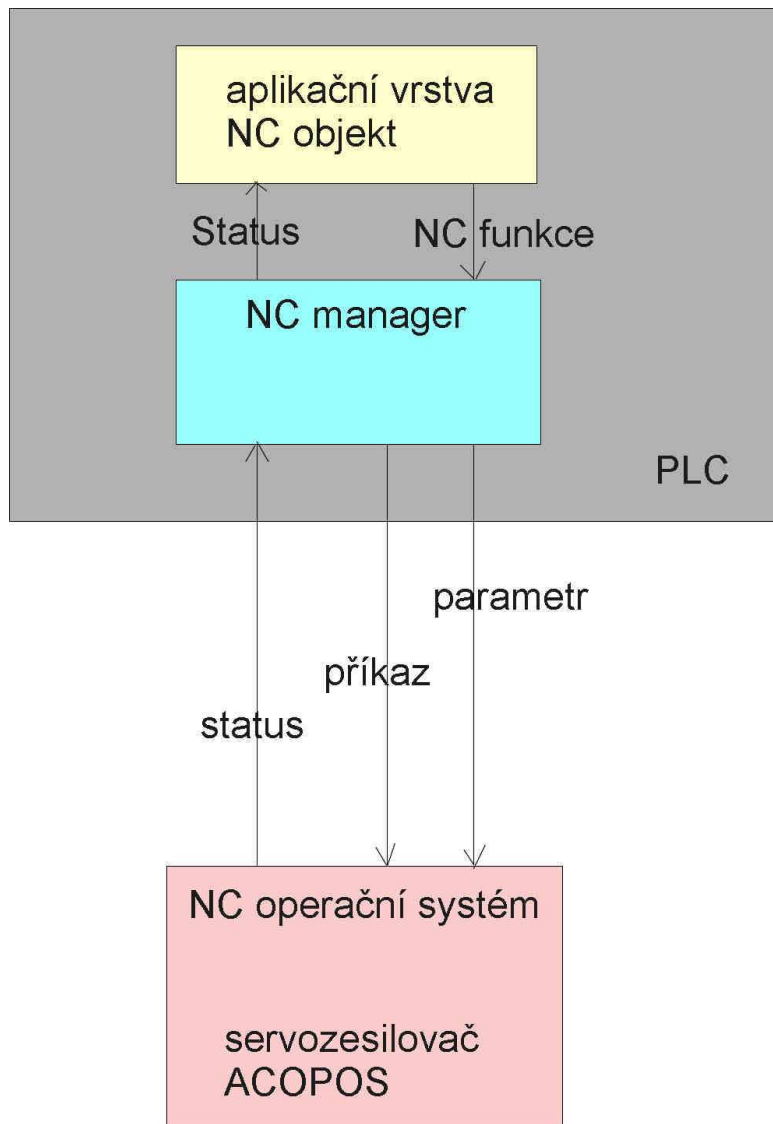 aplikační vrstva
NC objekt
Status
NC funkce
NC manager
PLC
parametr
příkaz
status
NC operační systém
servozesilovač
ACOPOS